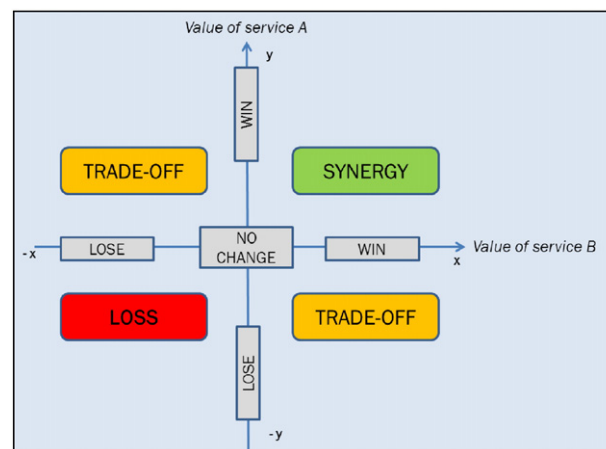 Value of service A
y
WIN
TRADE-OFF
SYNERGY
-x
LOSE
NO
CHANGE
WIN
x
Value of service B
LOSS
TRADE-OFF
LOSE
-y